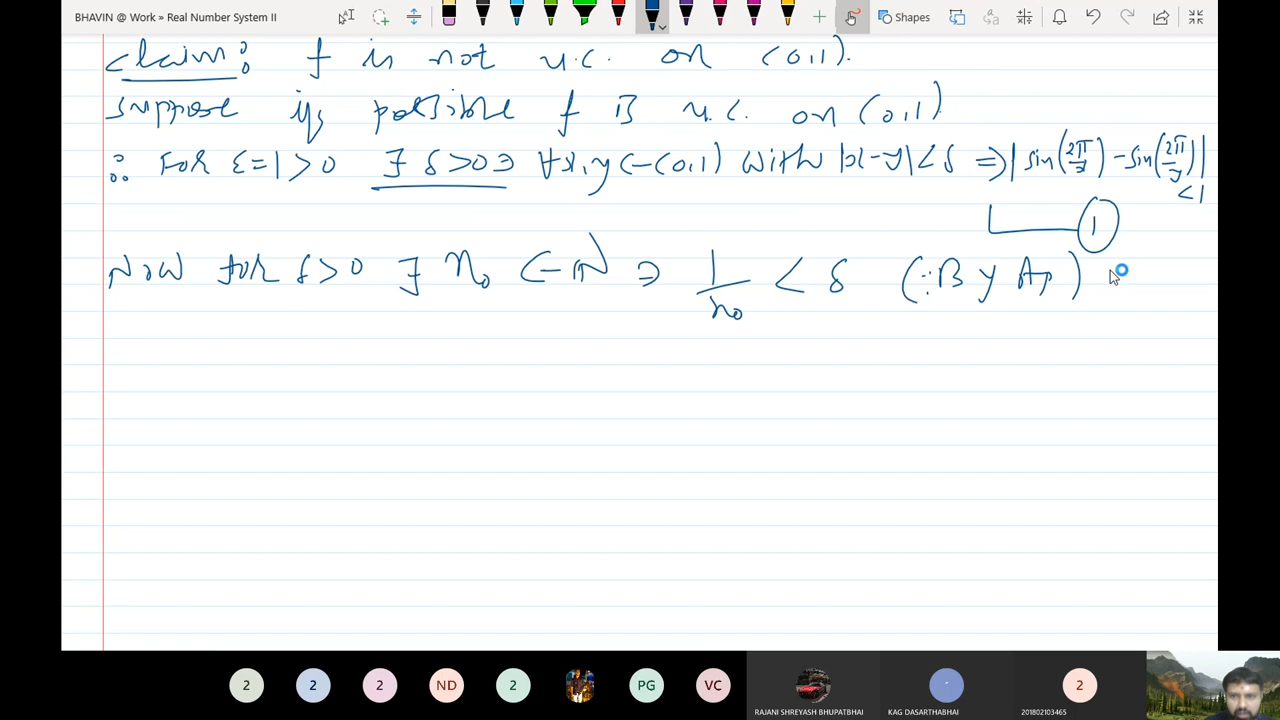 BHAVIN @ Work » Real Number System II
Shapes
claim: f is not u.c. on (0,1).
suppose if possible f is u.c. on (0,1)
∴ For ε=1>0 ∃ δ>0 ∋ ∀x,y∈(0,1) with |x-y|<δ ⇒ |sin(2π/x) - sin(2π/y)| <1
1
Now for δ>0 ∃ n₀ ∈ N ∋ 1/n₀ < δ (∵ By AP)
2
2
2
ND
2
PG
VC
2
RAJANI SHREYASH BHUPATBHAI
KAG DASARTHABHAI
201802103465